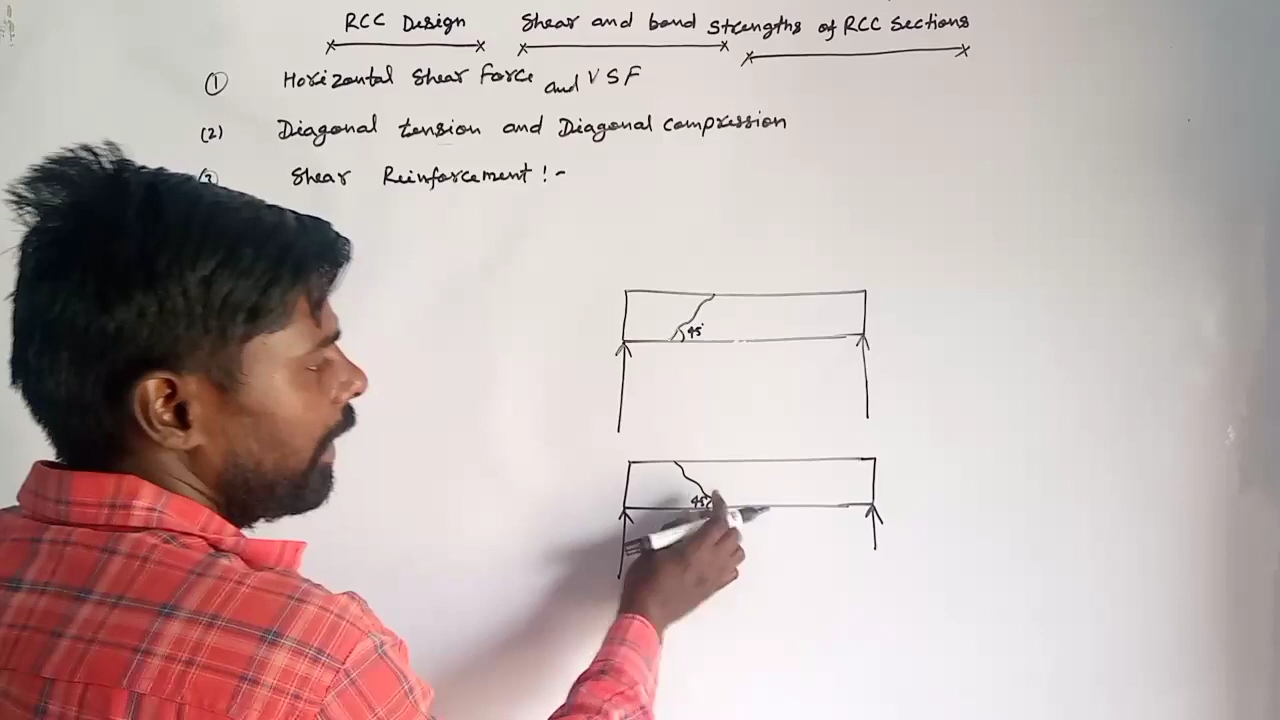 RCC Design Shear and bond Strengths of RCC Sections
① Horizontal Shear Force and V S F
(2) Diagonal tension and Diagonal compression
(3) Shear Reinforcement :-
45°
45°